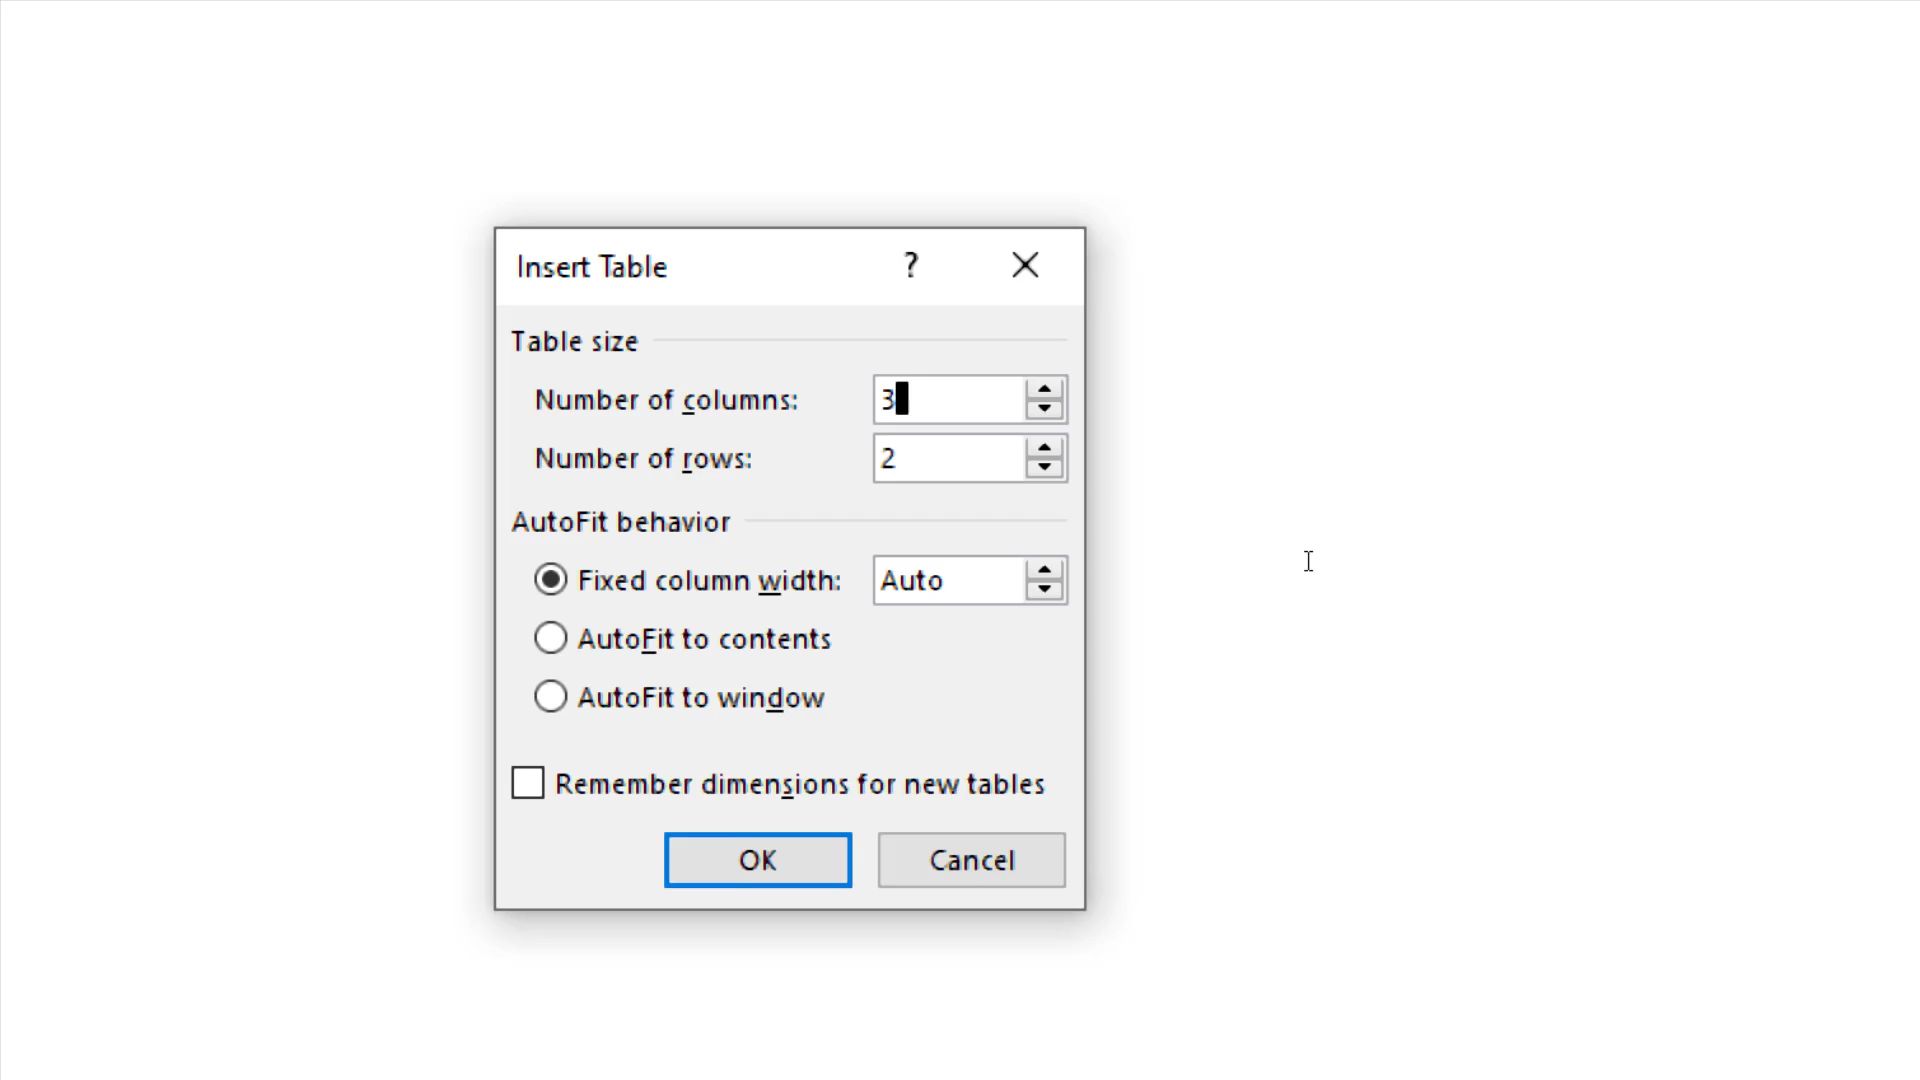 Insert Table ?
Table size
Number of columns: 3
Number of rows: 2
AutoFit behavior
Fixed column width: Auto
AutoFit to contents
AutoFit to window
Remember dimensions for new tables
OK Cancel